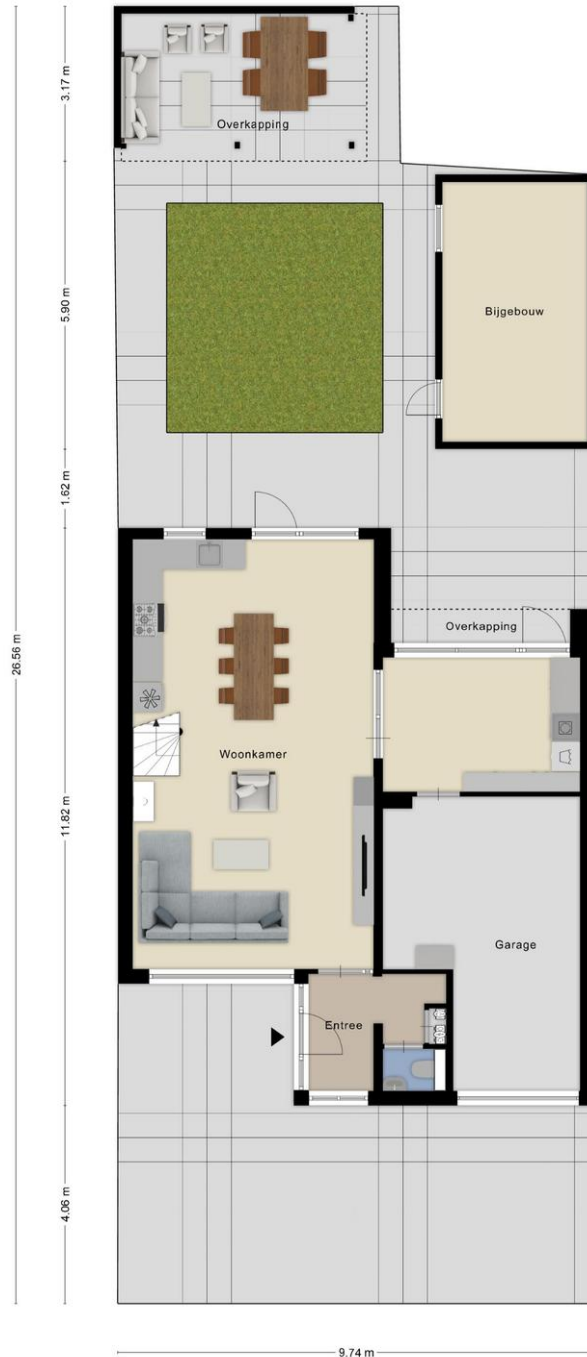 3.17 m
Overkapping
5.90 m
Bijgebouw
1.62 m
26.56 m
Overkapping
Woonkamer
11.82 m
Garage
Entree
4.06 m
9.74 m